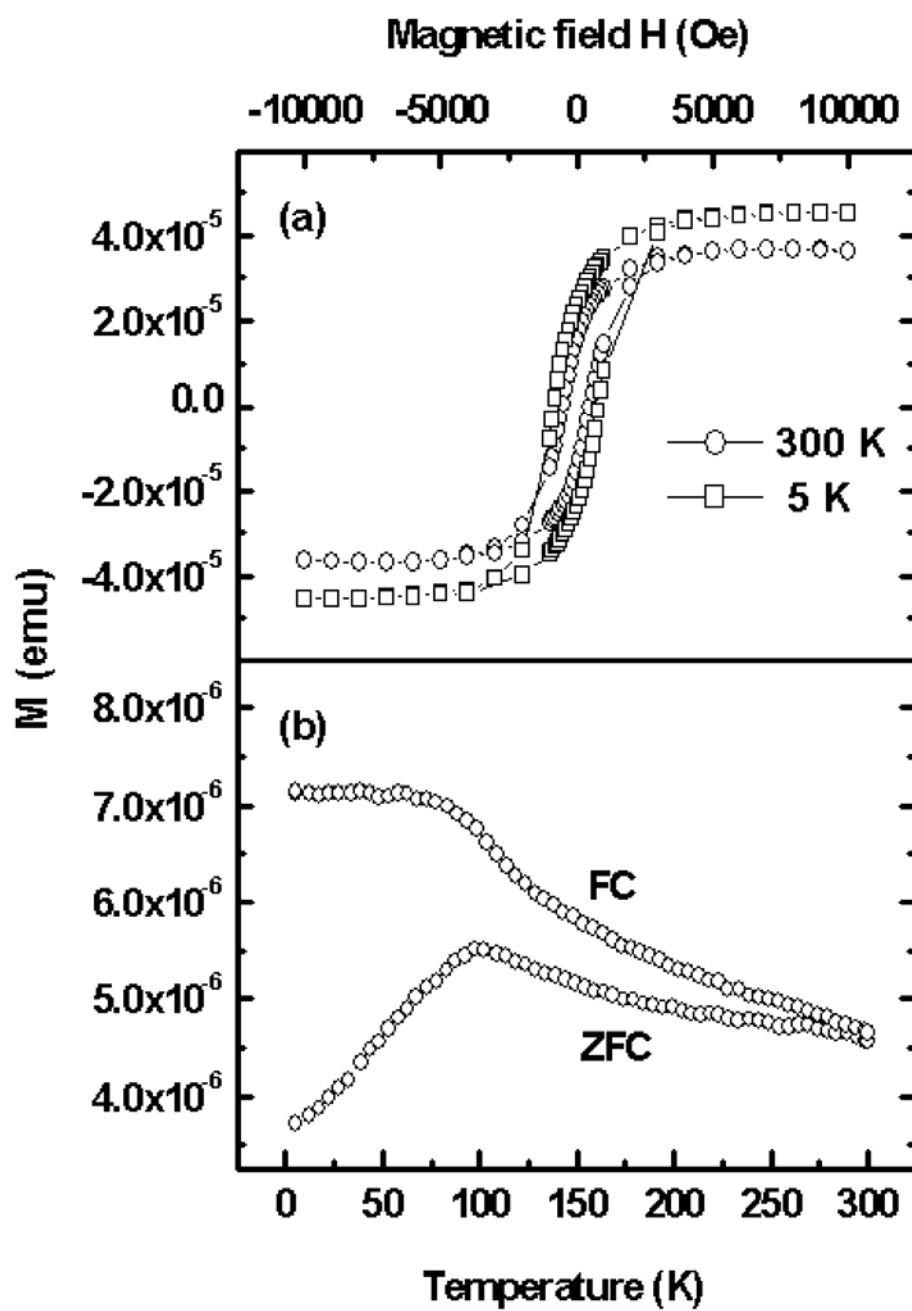 Magnetic field H (Oe)
-10000 -5000 0 5000 10000
(a)
4.0x10⁻⁵
2.0x10⁻⁵
0.0
-2.0x10⁻⁵
-4.0x10⁻⁵
300 K
5 K
M (emu)
(b)
8.0x10⁻⁶
7.0x10⁻⁶
6.0x10⁻⁶
5.0x10⁻⁶
4.0x10⁻⁶
FC
ZFC
0 50 100 150 200 250 300
Temperature (K)